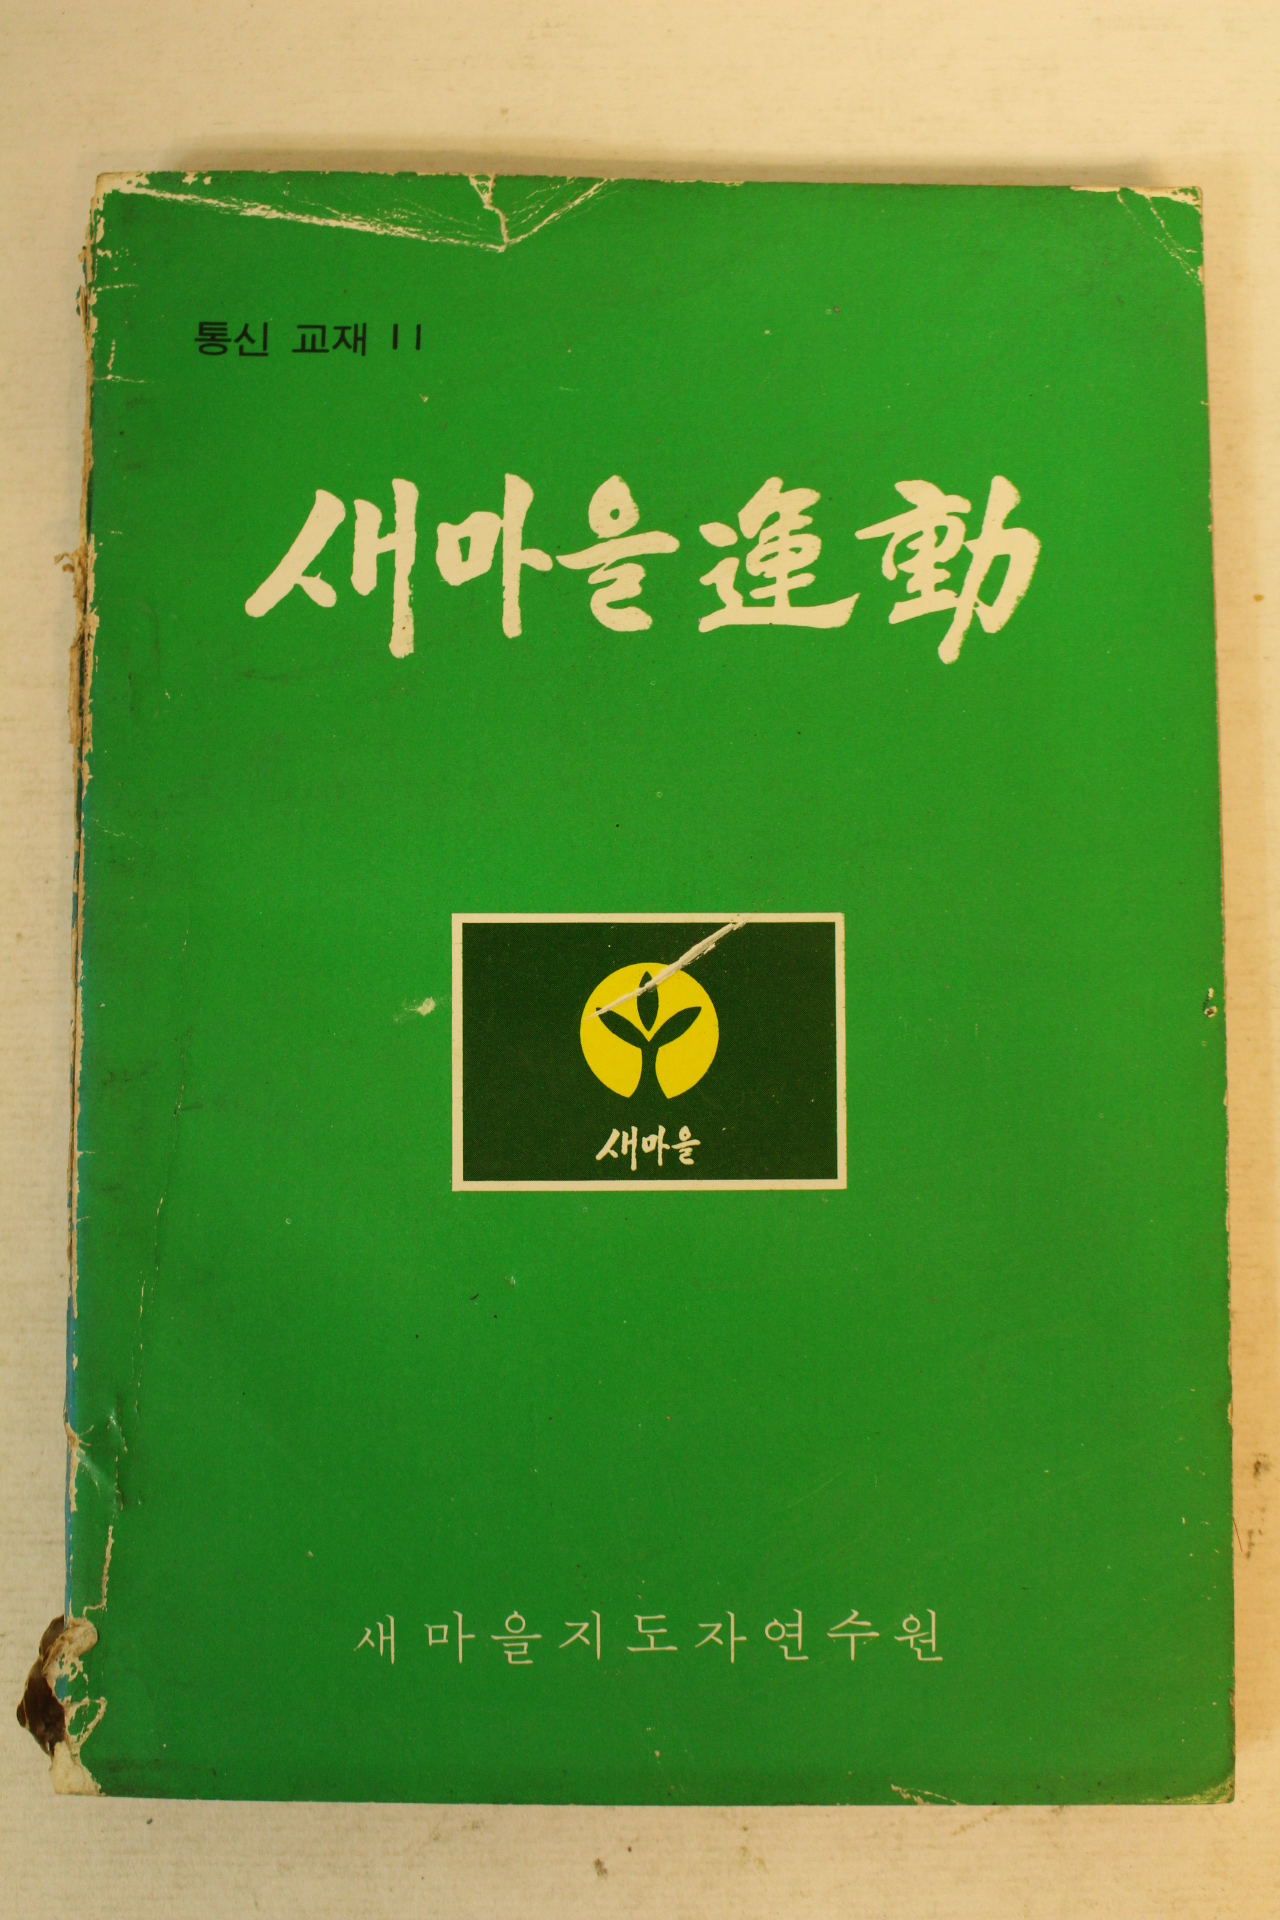 통신 교재 11
새마을運動
새마을
새마을지도자연수원